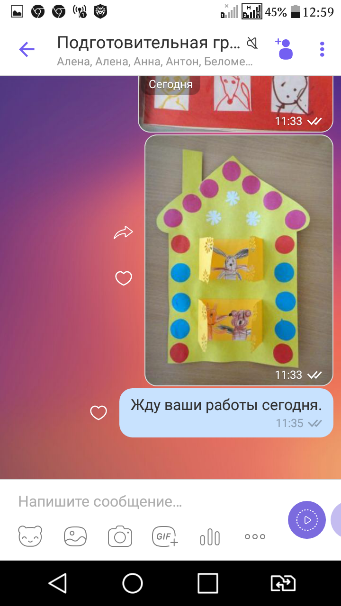 45% 12:59
Подготовительная гр...
Алена, Алена, Анна, Антон, Беломе...
Сегодня
11:33
11:33
Жду ваши работы сегодня.
11:35
Напишите сообщение...
GIF